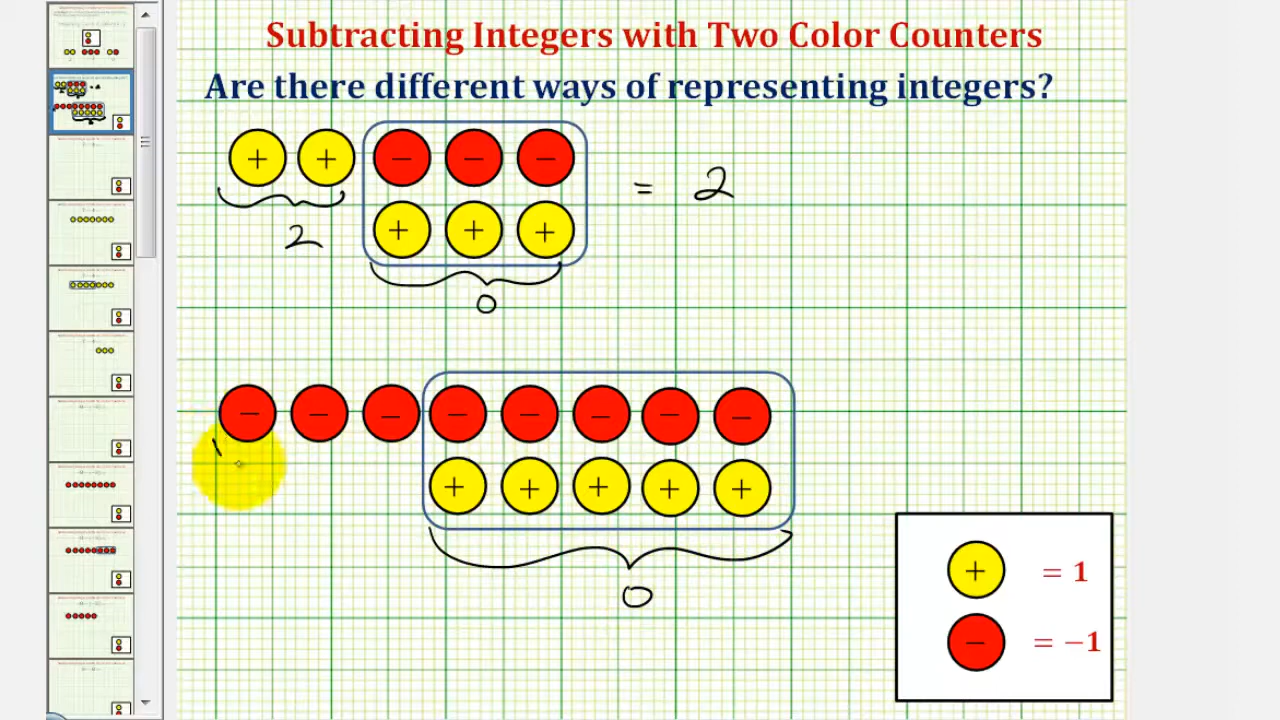 Subtracting Integers with Two Color Counters
Are there different ways of representing integers?
+ + − − −
+ + +
= 2
2
0
− − − − − − − −
+ + + + +
0
+ = 1
− = −1